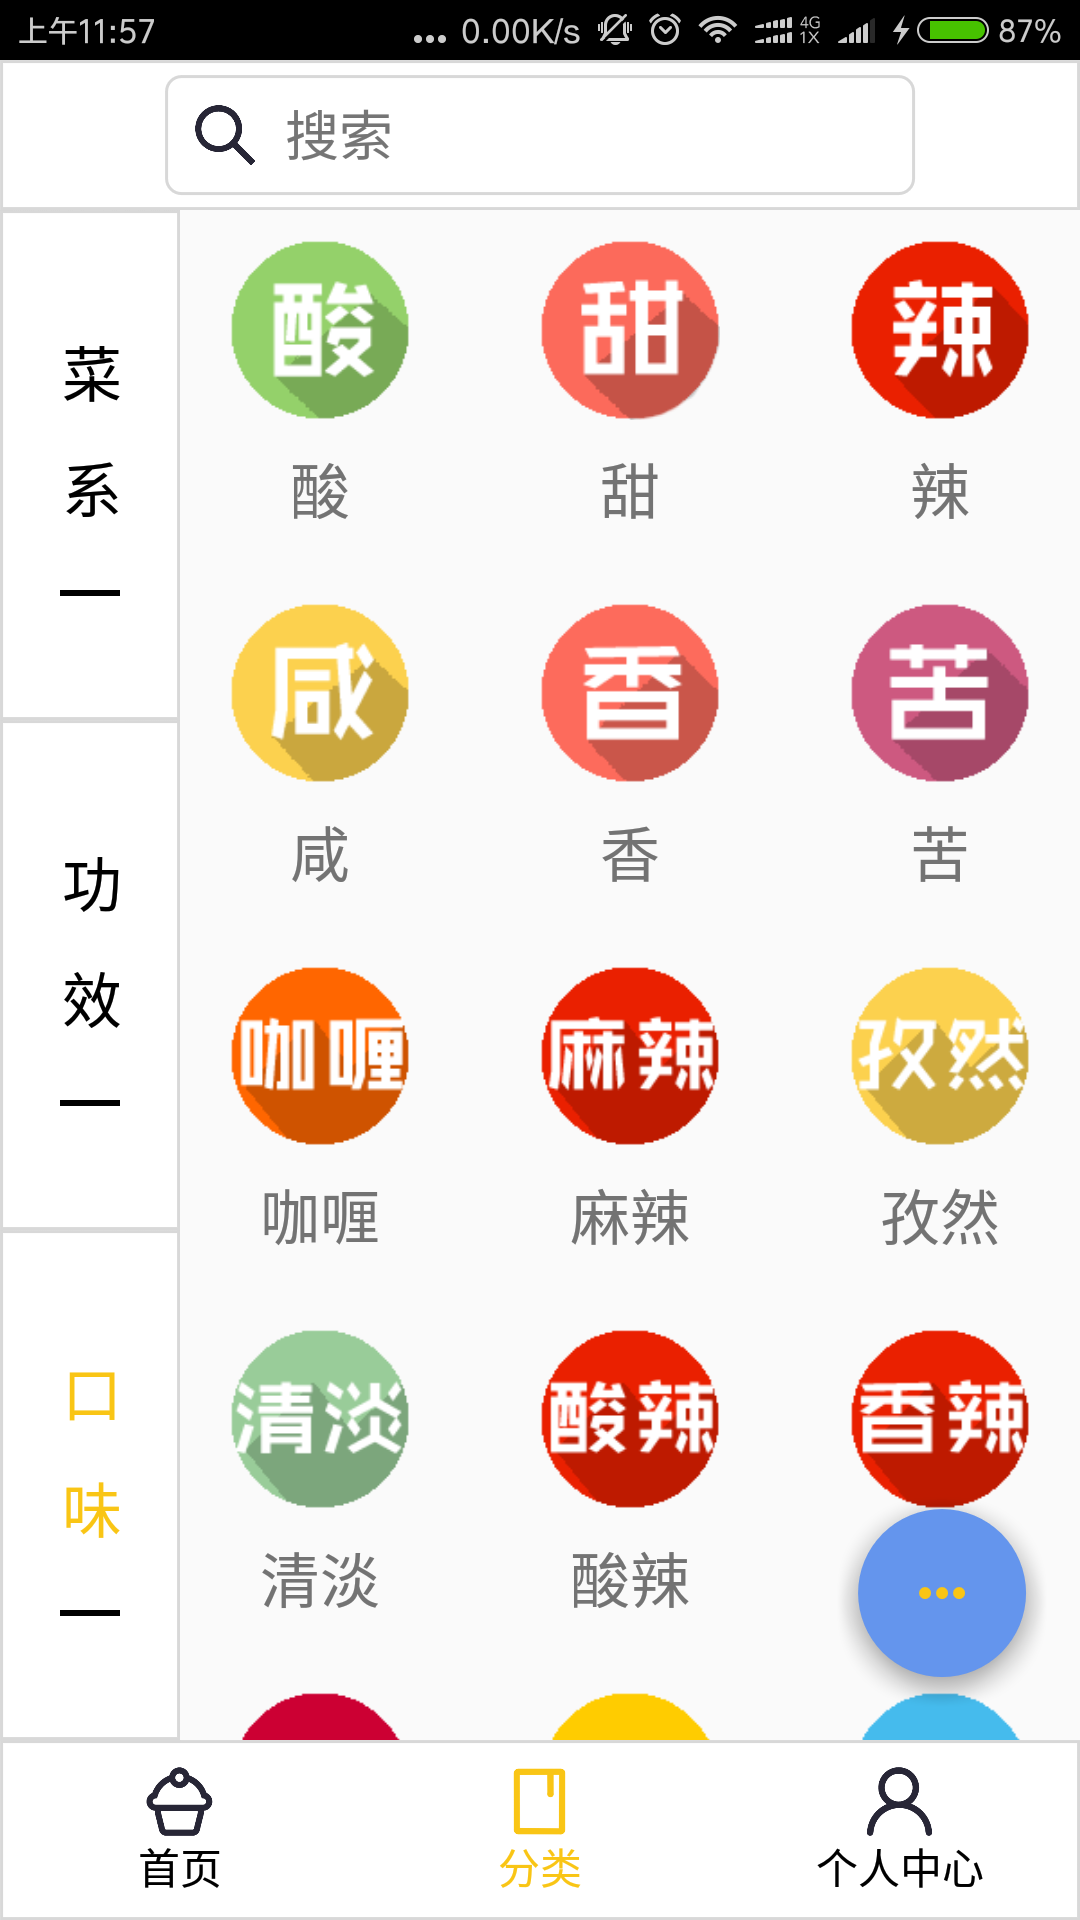 上午11:57
... 0.00K/s
4G
1X
87%
搜索
菜
系
功
效
口
味
酸
甜
辣
酸
甜
辣
咸
香
苦
咸
香
苦
咖喱
麻辣
孜然
咖喱
麻辣
孜然
清淡
酸辣
香辣
清淡
酸辣
首页
分类
个人中心